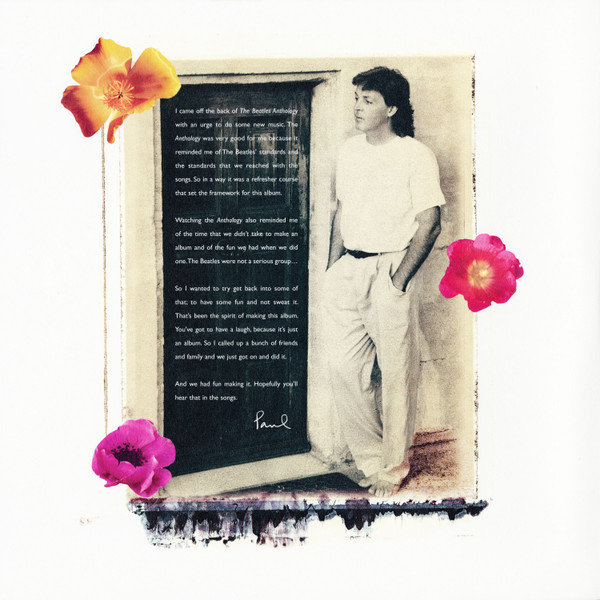 I came off the back of The Beatles Anthology
with an urge to do some new music. The
Anthology was very good for me because it
reminded me of The Beatles' standards and
the standards that we reached with the
songs. So in a way it was a refresher course
that set the framework for this album.
Watching the Anthology also reminded me
of the time that we didn't take to make an
album and of the fun we had when we did
one. The Beatles were not a serious group...
So I wanted to try get back into some of
that; to have some fun and not sweat it.
That's been the spirit of making this album.
You've got to have a laugh, because it's just
an album. So I called up a bunch of friends
and family and we just got on and did it.
And we had fun making it. Hopefully you'll
hear that in the songs.
Paul